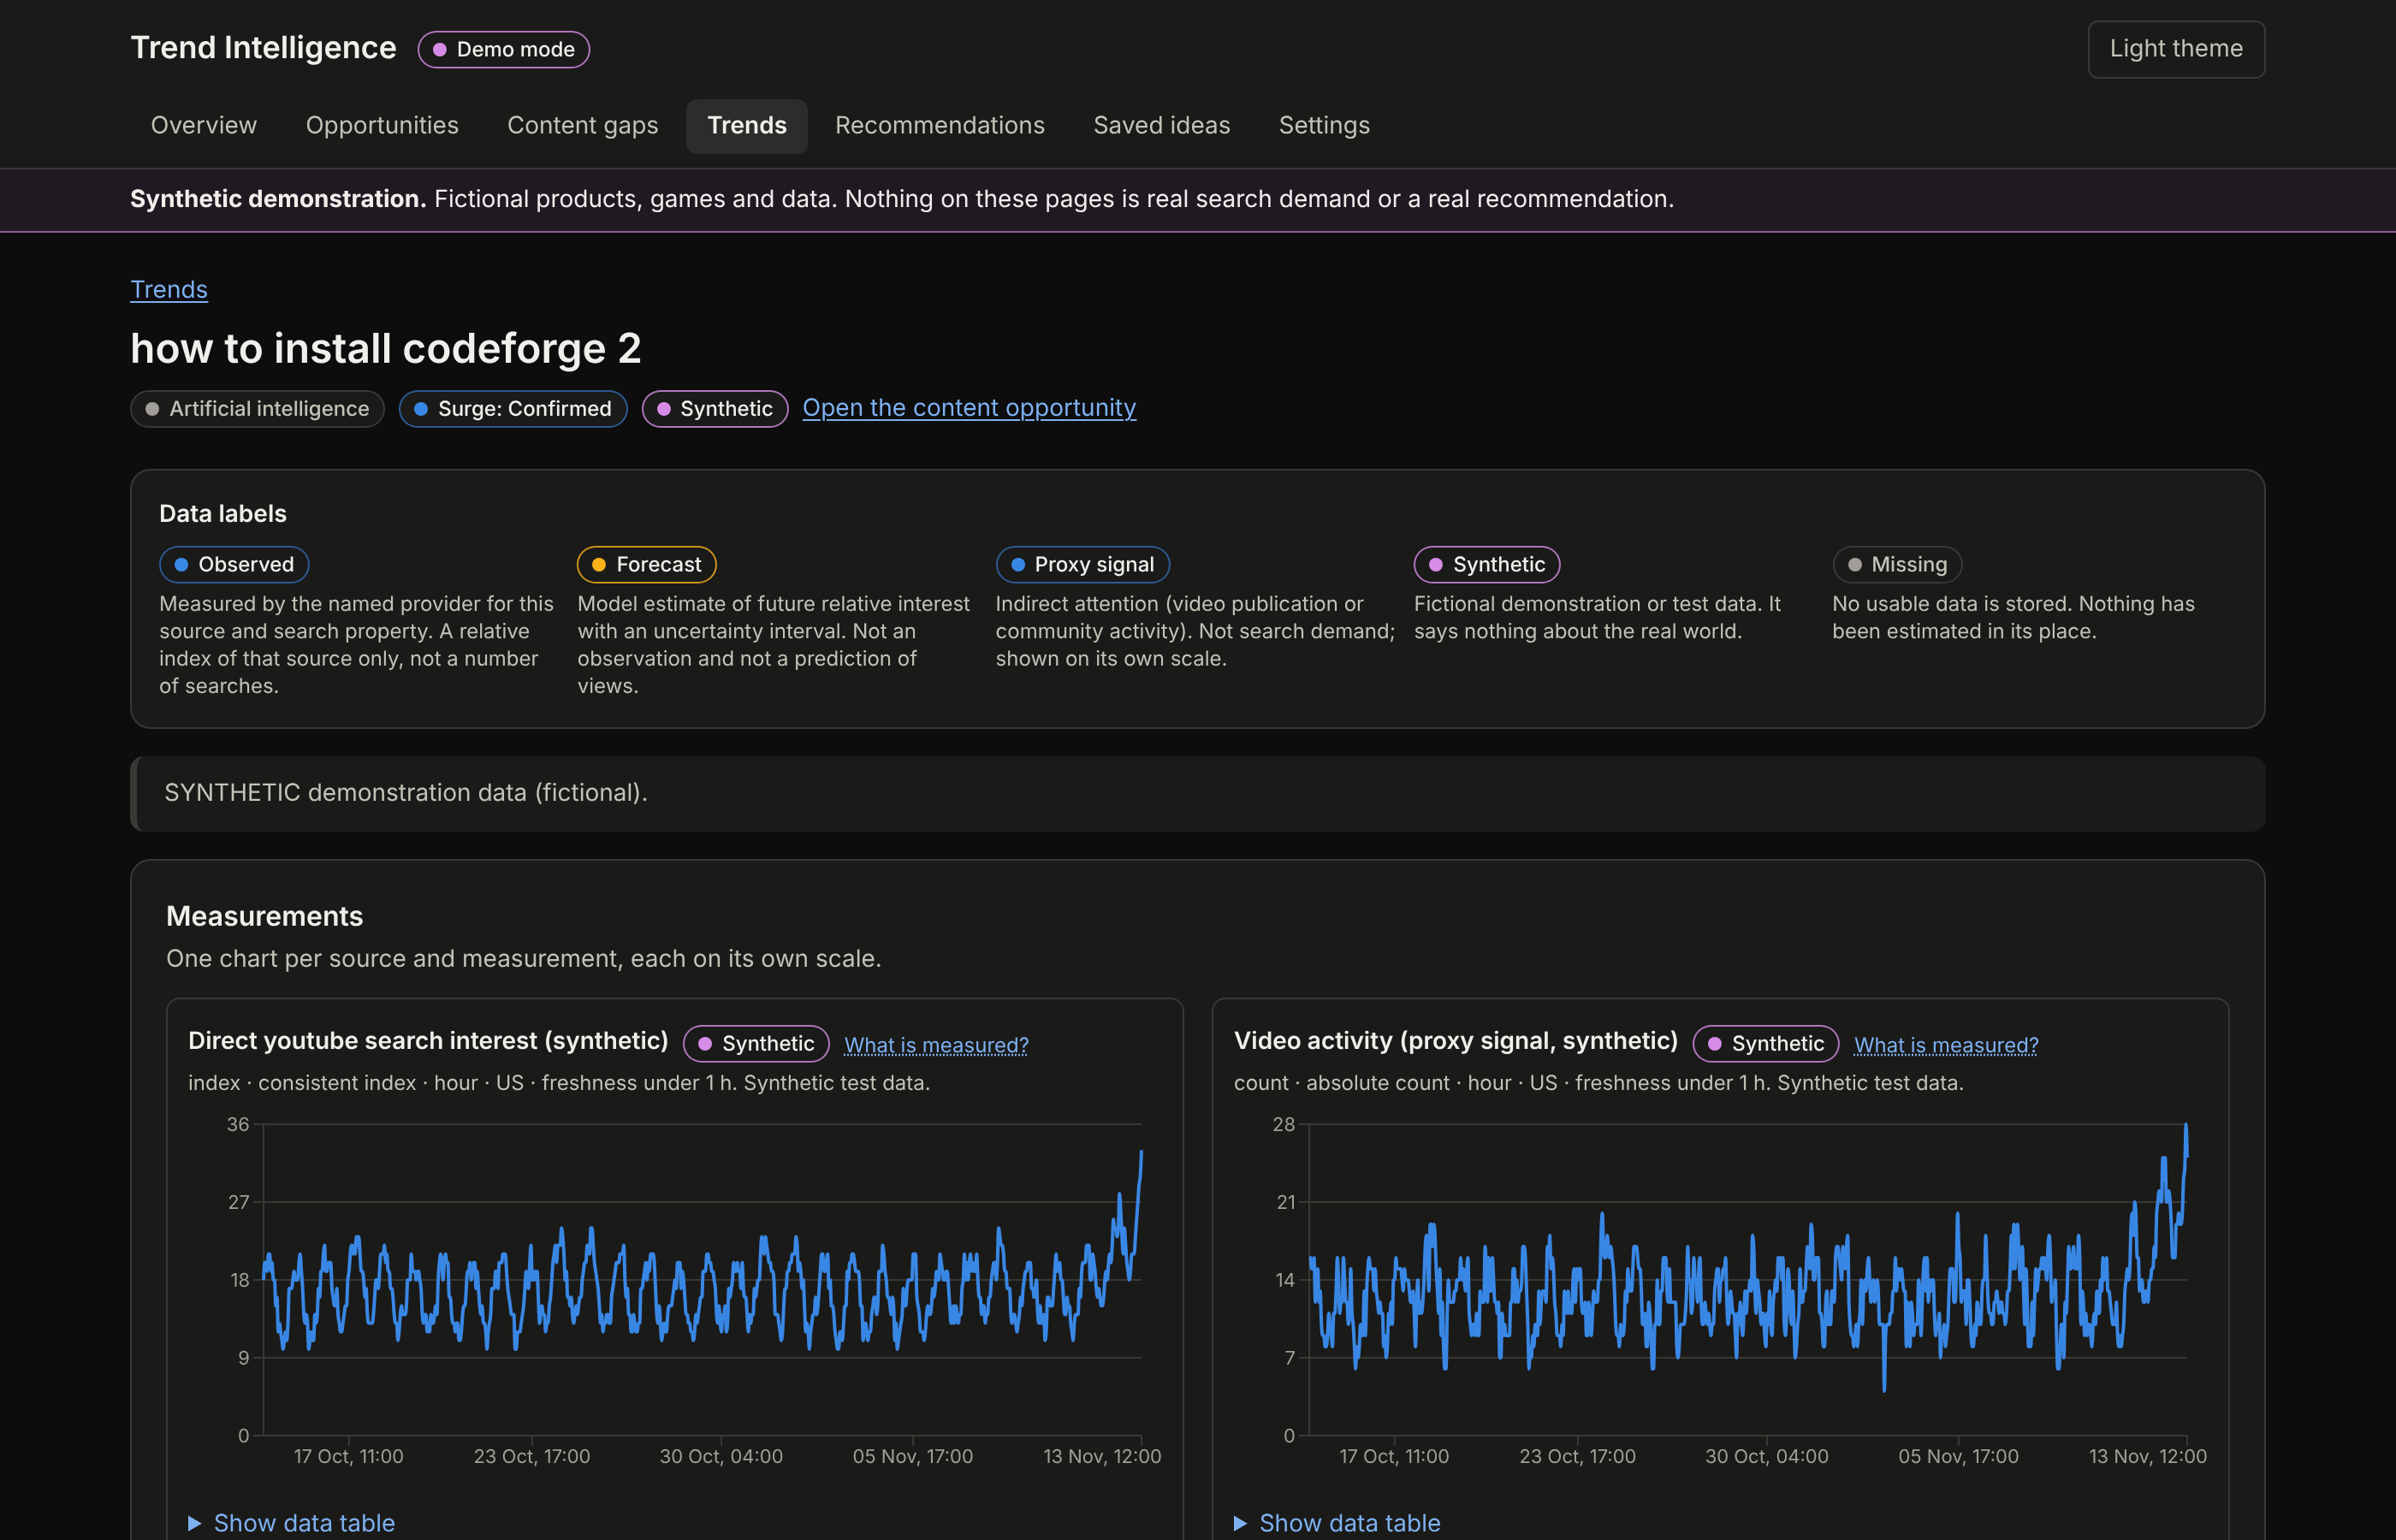 Trend Intelligence
Demo mode
Light theme
Overview
Opportunities
Content gaps
Trends
Recommendations
Saved ideas
Settings
Synthetic demonstration. Fictional products, games and data. Nothing on these pages is real search demand or a real recommendation.
Trends
how to install codeforge 2
Artificial intelligence
Surge: Confirmed
Synthetic
Open the content opportunity
Data labels
Observed
Measured by the named provider for this
source and search property. A relative
index of that source only, not a number
of searches.
Forecast
Model estimate of future relative interest
with an uncertainty interval. Not an
observation and not a prediction of
views.
Proxy signal
Indirect attention (video publication or
community activity). Not search demand;
shown on its own scale.
Synthetic
Fictional demonstration or test data. It
says nothing about the real world.
Missing
No usable data is stored. Nothing has
been estimated in its place.
SYNTHETIC demonstration data (fictional).
Measurements
One chart per source and measurement, each on its own scale.
Direct youtube search interest (synthetic)
Synthetic
What is measured?
index · consistent index · hour · US · freshness under 1 h. Synthetic test data.
36
27
18
9
0
17 Oct, 11:00
23 Oct, 17:00
30 Oct, 04:00
05 Nov, 17:00
13 Nov, 12:00
Show data table
Video activity (proxy signal, synthetic)
Synthetic
What is measured?
count · absolute count · hour · US · freshness under 1 h. Synthetic test data.
28
21
14
7
0
17 Oct, 11:00
23 Oct, 17:00
30 Oct, 04:00
05 Nov, 17:00
13 Nov, 12:00
Show data table